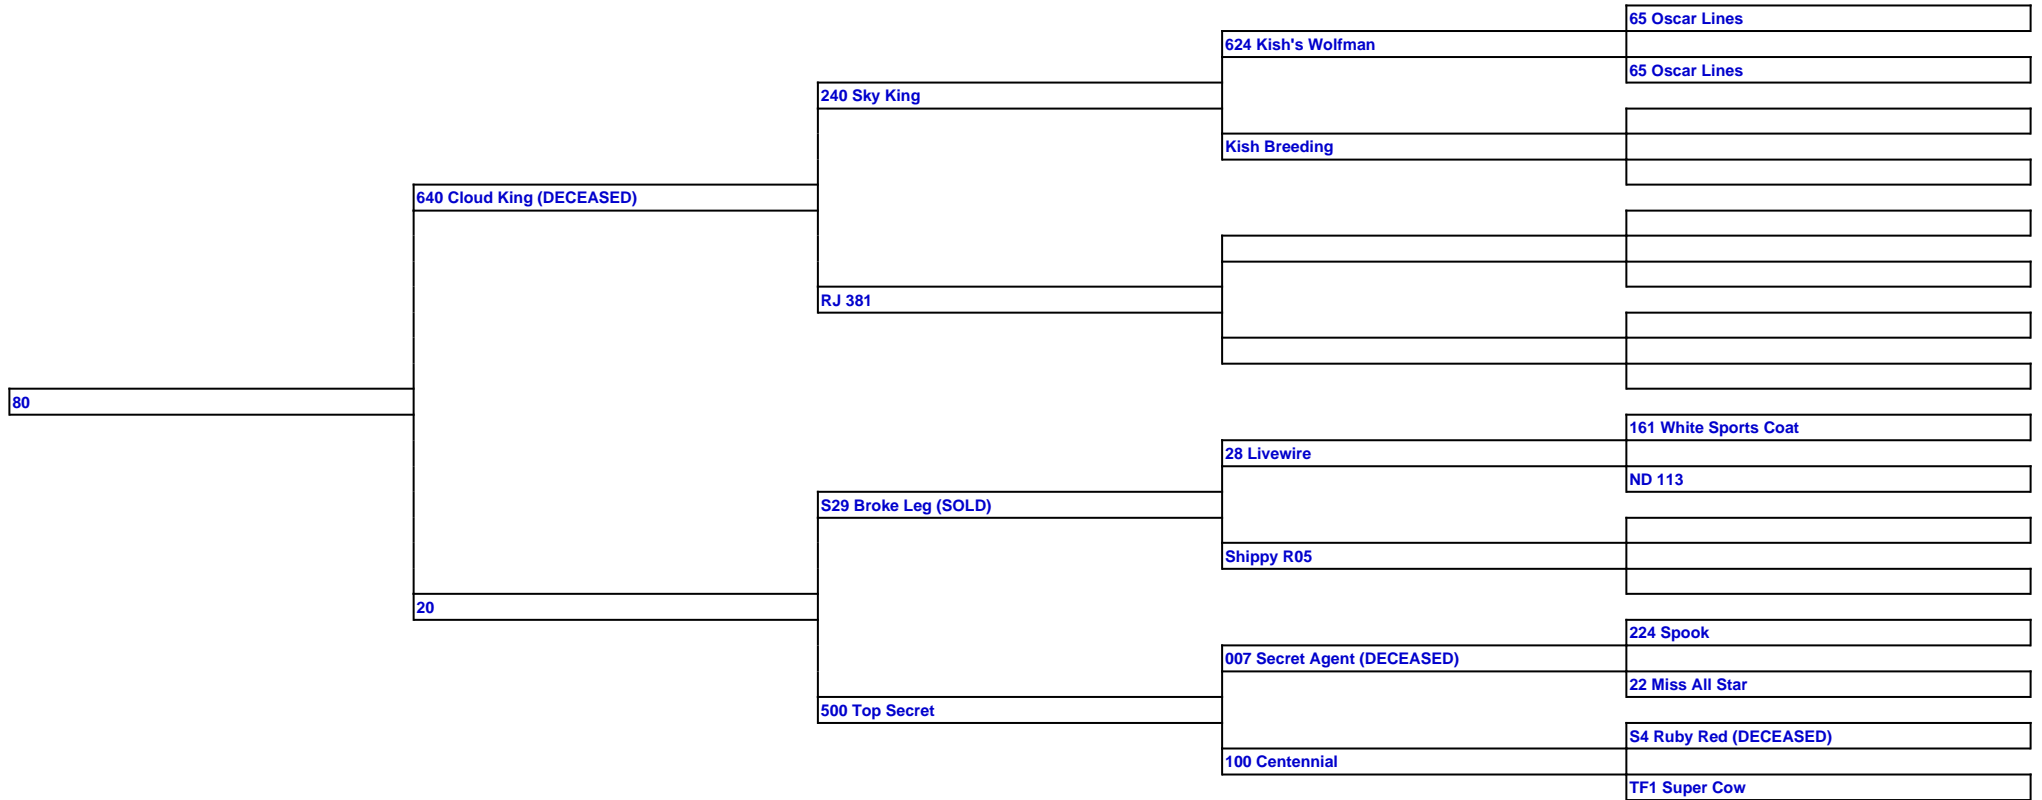 65 Oscar Lines
624 Kish's Wolfman
65 Oscar Lines
240 Sky King
Kish Breeding
640 Cloud King (DECEASED)
RJ 381
80
161 White Sports Coat
28 Livewire
ND 113
S29 Broke Leg (SOLD)
Shippy R05
20
224 Spook
007 Secret Agent (DECEASED)
22 Miss All Star
500 Top Secret
S4 Ruby Red (DECEASED)
100 Centennial
TF1 Super Cow